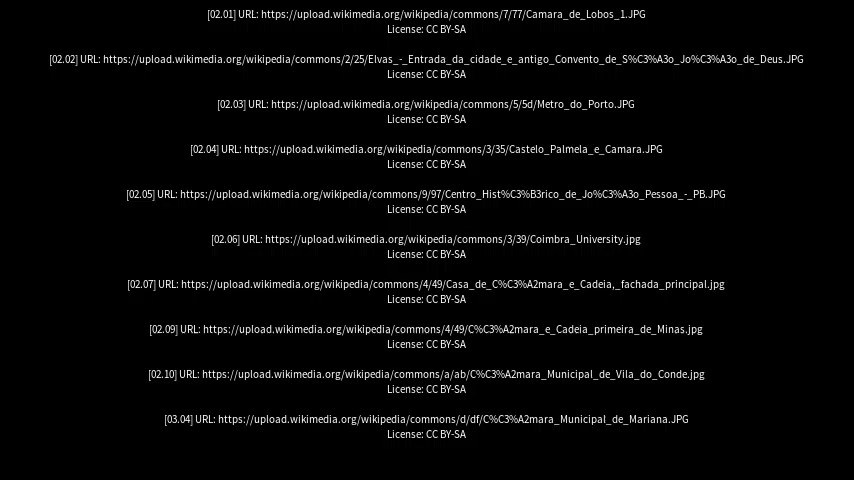 [02.01] URL: https://upload.wikimedia.org/wikipedia/commons/7/77/Camara_de_Lobos_1.JPG
License: CC BY-SA
[02.02] URL: https://upload.wikimedia.org/wikipedia/commons/2/25/Elvas_-_Entrada_da_cidade_e_antigo_Convento_de_S%C3%A3o_Jo%C3%A3o_de_Deus.JPG
License: CC BY-SA
[02.03] URL: https://upload.wikimedia.org/wikipedia/commons/5/5d/Metro_do_Porto.JPG
License: CC BY-SA
[02.04] URL: https://upload.wikimedia.org/wikipedia/commons/3/35/Castelo_Palmela_e_Camara.JPG
License: CC BY-SA
[02.05] URL: https://upload.wikimedia.org/wikipedia/commons/9/97/Centro_Hist%C3%B3rico_de_Jo%C3%A3o_Pessoa_-_PB.JPG
License: CC BY-SA
[02.06] URL: https://upload.wikimedia.org/wikipedia/commons/3/39/Coimbra_University.jpg
License: CC BY-SA
[02.07] URL: https://upload.wikimedia.org/wikipedia/commons/4/49/Casa_de_C%C3%A2mara_e_Cadeia,_fachada_principal.jpg
License: CC BY-SA
[02.09] URL: https://upload.wikimedia.org/wikipedia/commons/4/49/C%C3%A2mara_e_Cadeia_primeira_de_Minas.jpg
License: CC BY-SA
[02.10] URL: https://upload.wikimedia.org/wikipedia/commons/a/ab/C%C3%A2mara_Municipal_de_Vila_do_Conde.jpg
License: CC BY-SA
[03.04] URL: https://upload.wikimedia.org/wikipedia/commons/d/df/C%C3%A2mara_Municipal_de_Mariana.JPG
License: CC BY-SA